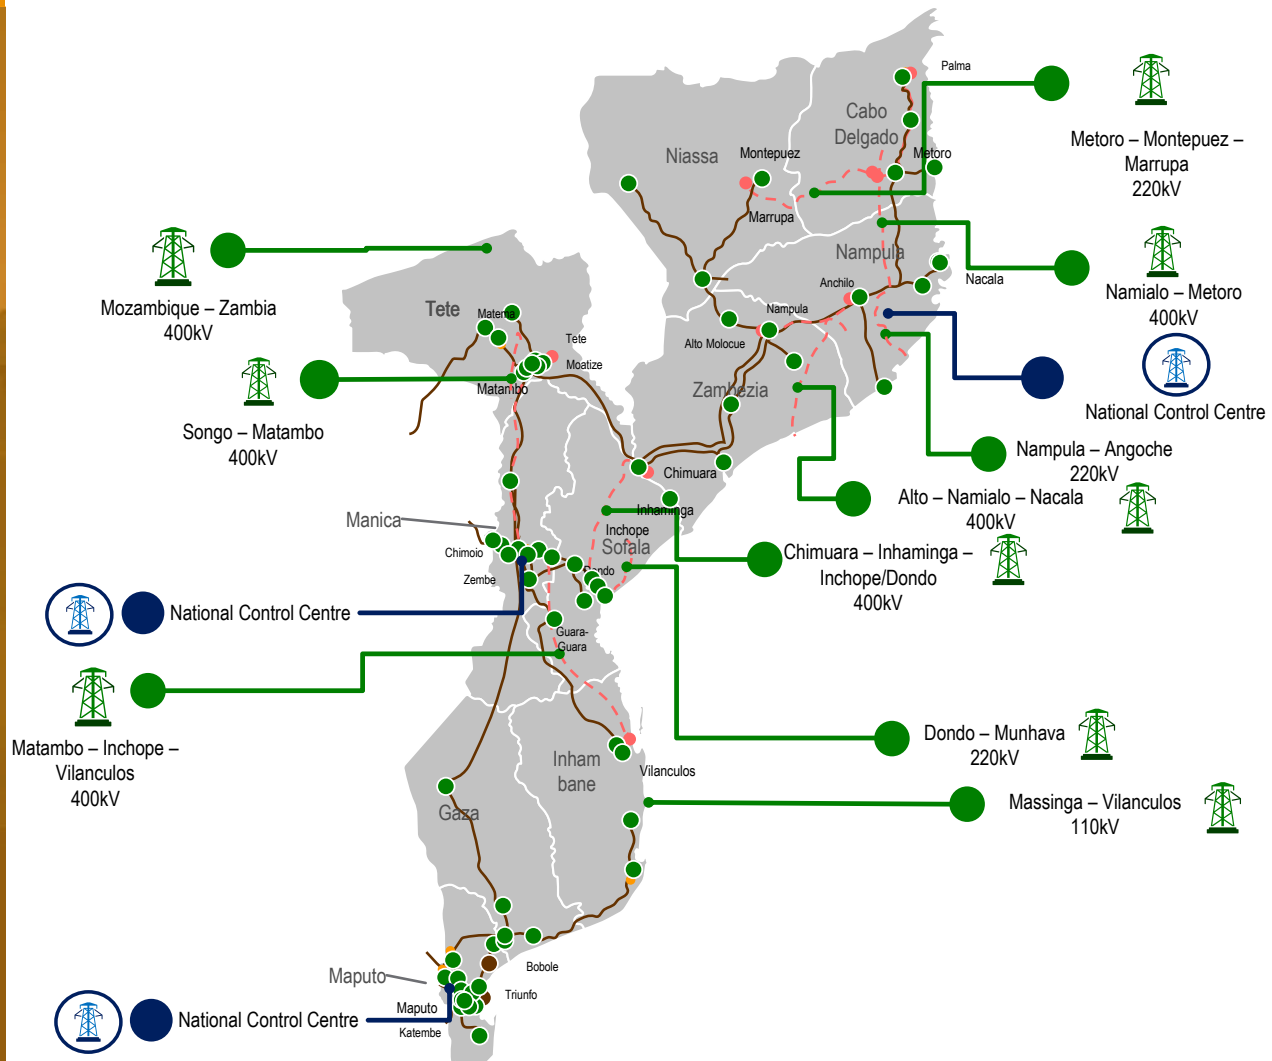 Palma
Cabo
Delgado
Metoro – Montepuez –
Marrupa
220kV
Niassa
Montepuez
Metoro
Marrupa
Nampula
Nacala
Namialo – Metoro
400kV
Mozambique – Zambia
400kV
Anchilo
Tete
Matema
Nampula
Alto Molocue
Tete
Moatize
Matambo
Zambezia
National Control Centre
Songo – Matambo
400kV
Nampula – Angoche
220kV
Chimuara
Alto – Namialo – Nacala
400kV
Inhaminga
Manica
Inchope
Sofala
Chimoio
Chimuara – Inhaminga –
Inchope/Dondo
400kV
Zembe
Dondo
National Control Centre
Guara-
Guara
Matambo – Inchope –
Vilanculos
400kV
Dondo – Munhava
220kV
Inham
bane
Vilanculos
Massinga – Vilanculos
110kV
Gaza
Bobole
Maputo
Triunfo
Maputo
Katembe
National Control Centre